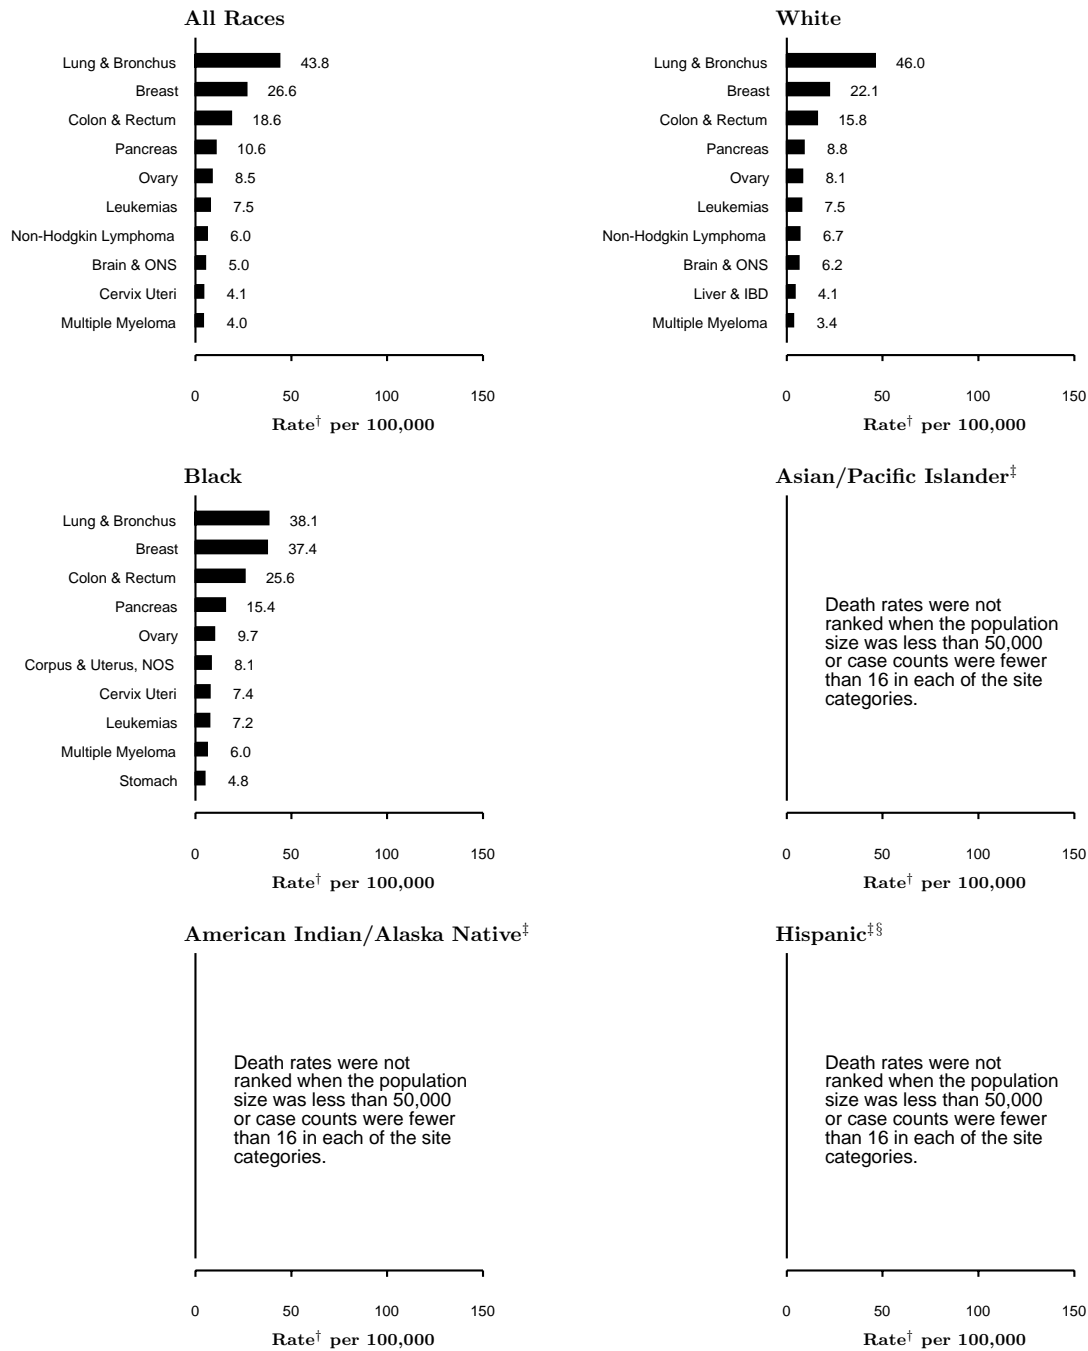 All Races
Lung & Bronchus 43.8
Breast 26.6
Colon & Rectum 18.6
Pancreas 10.6
Ovary 8.5
Leukemias 7.5
Non-Hodgkin Lymphoma 6.0
Brain & ONS 5.0
Cervix Uteri 4.1
Multiple Myeloma 4.0
0 50 100 150
Rate† per 100,000
White
Lung & Bronchus 46.0
Breast 22.1
Colon & Rectum 15.8
Pancreas 8.8
Ovary 8.1
Leukemias 7.5
Non-Hodgkin Lymphoma 6.7
Brain & ONS 6.2
Liver & IBD 4.1
Multiple Myeloma 3.4
0 50 100 150
Rate† per 100,000
Black
Lung & Bronchus 38.1
Breast 37.4
Colon & Rectum 25.6
Pancreas 15.4
Ovary 9.7
Corpus & Uterus, NOS 8.1
Cervix Uteri 7.4
Leukemias 7.2
Multiple Myeloma 6.0
Stomach 4.8
0 50 100 150
Rate† per 100,000
Asian/Pacific Islander‡
Death rates were not
ranked when the population
size was less than 50,000
or case counts were fewer
than 16 in each of the site
categories.
0 50 100 150
Rate† per 100,000
American Indian/Alaska Native‡
Death rates were not
ranked when the population
size was less than 50,000
or case counts were fewer
than 16 in each of the site
categories.
0 50 100 150
Rate† per 100,000
Hispanic‡§
Death rates were not
ranked when the population
size was less than 50,000
or case counts were fewer
than 16 in each of the site
categories.
0 50 100 150
Rate† per 100,000